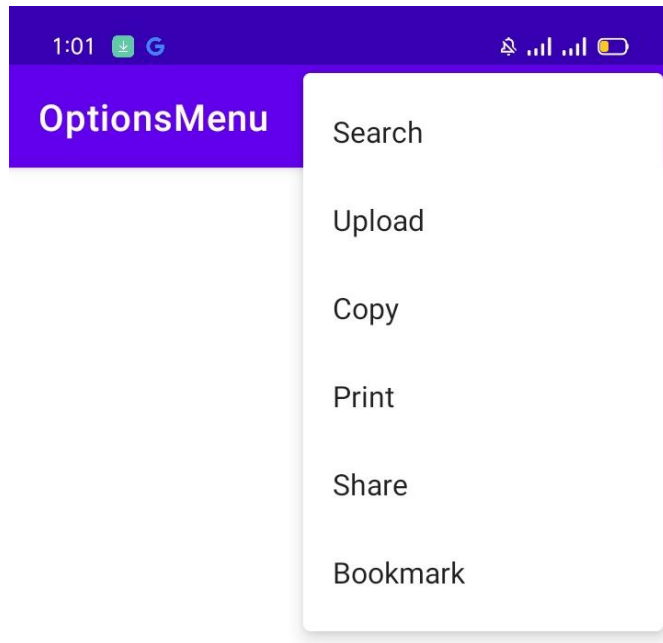 1:01 G
OptionsMenu
Search
Upload
Copy
Print
Share
Bookmark